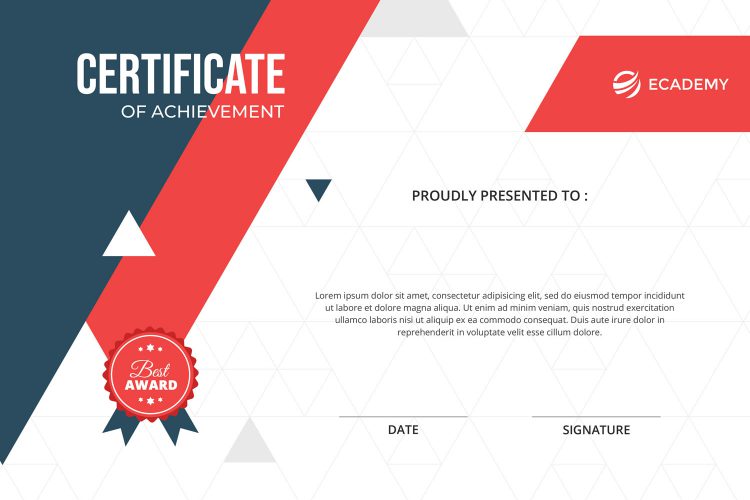 CERTIFICATE
OF ACHIEVEMENT
ECADEMY
PROUDLY PRESENTED TO :
Lorem ipsum dolor sit amet, consectetur adipisicing elit, sed do eiusmod tempor incididunt
ut labore et dolore magna aliqua. Ut enim ad minim veniam, quis nostrud exercitation
ullamco laboris nisi ut aliquip ex ea commodo consequat. Duis aute irure dolor in
reprehenderit in voluptate velit esse cillum dolore.
Best
AWARD
DATE
SIGNATURE